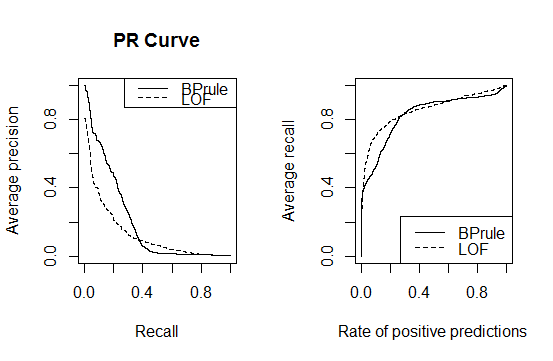 PR Curve
Average precision
0.0 0.4 0.8
BPrule
LOF
0.0 0.4 0.8
Recall
Average recall
0.0 0.4 0.8
BPrule
LOF
0.0 0.4 0.8
Rate of positive predictions